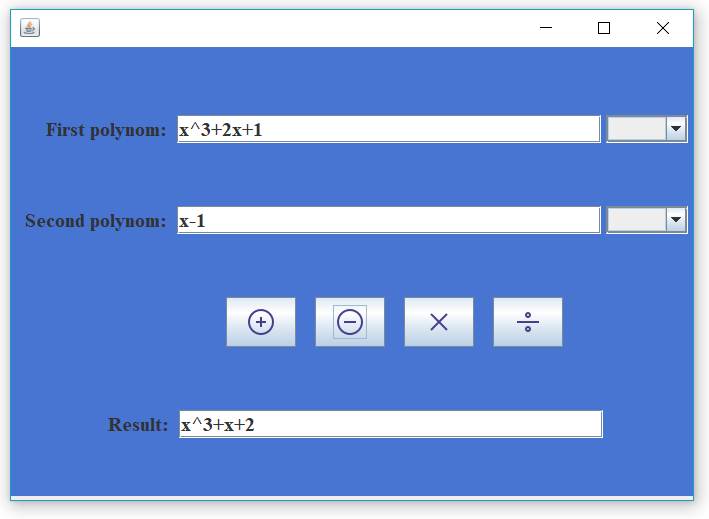 First polynom: x^3+2x+1
Second polynom: x-1
Result: x^3+x+2